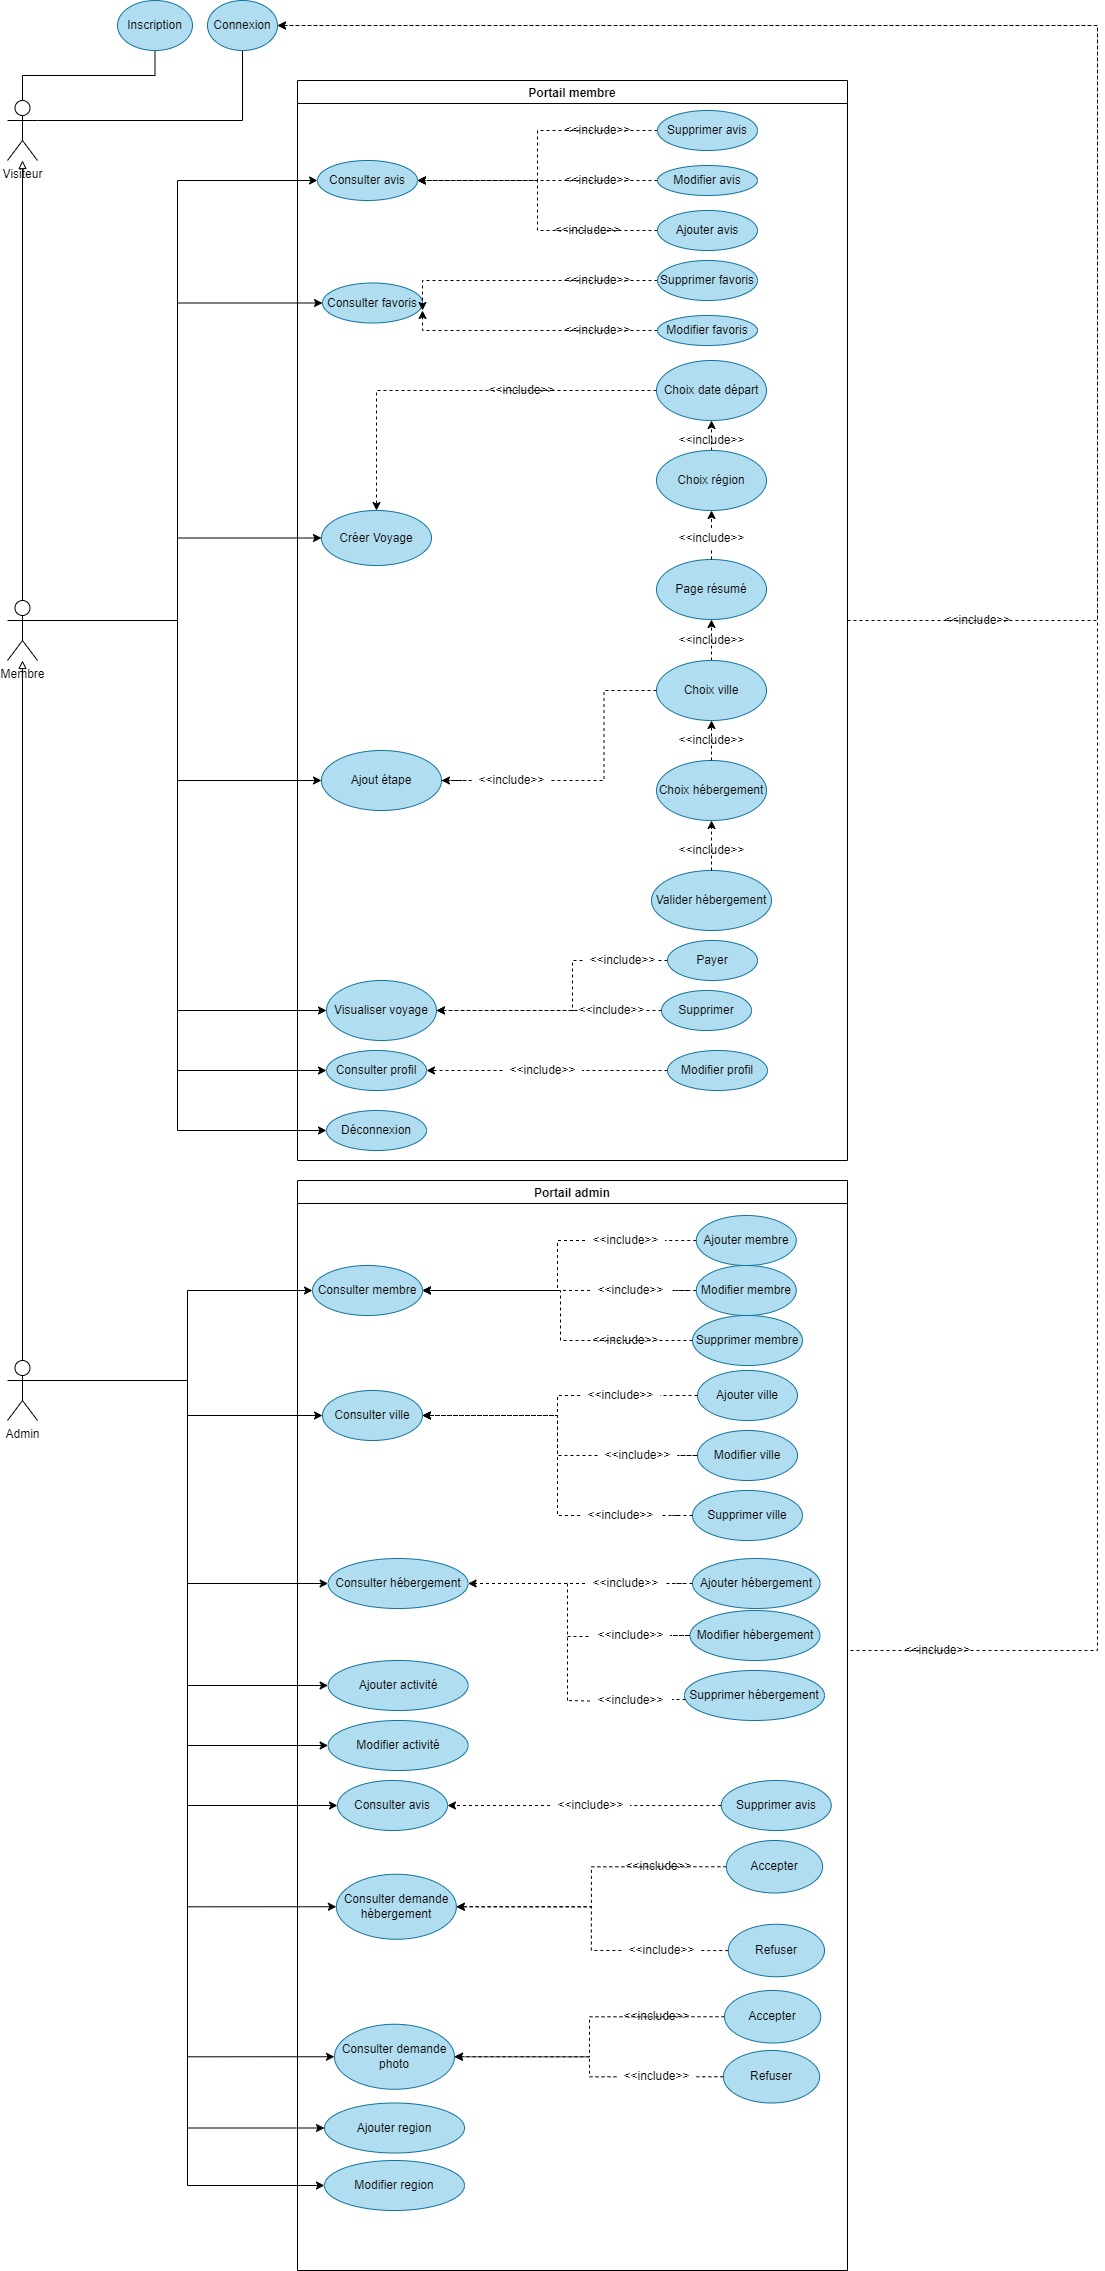 Inscription
Connexion
Visiteur
Portail membre
<<include>>
Supprimer avis
Consulter avis
<<include>>
Modifier avis
<<include>>
Ajouter avis
<<include>>
Supprimer favoris
Consulter favoris
<<include>>
Modifier favoris
<<include>>
Choix date départ
<<include>>
Choix région
Créer Voyage
<<include>>
Page résumé
Membre
<<include>>
<<include>>
Choix ville
<<include>>
Ajout étape
<<include>>
Choix hébergement
<<include>>
Valider hébergement
<<include>>
Payer
Visualiser voyage
<<include>>
Supprimer
Consulter profil
<<include>>
Modifier profil
Déconnexion
Portail admin
<<include>>
Ajouter membre
Consulter membre
<<include>>
Modifier membre
<<include>>
Supprimer membre
<<include>>
Ajouter ville
Consulter ville
Admin
<<include>>
Modifier ville
<<include>>
Supprimer ville
Consulter hébergement
<<include>>
Ajouter hébergement
<<include>>
Modifier hébergement
<<include>>
Ajouter activité
<<include>>
Supprimer hébergement
Modifier activité
Consulter avis
<<include>>
Supprimer avis
<<include>>
Accepter
Consulter demande
hébergement
<<include>>
Refuser
<<include>>
Accepter
Consulter demande
photo
<<include>>
Refuser
Ajouter region
Modifier region